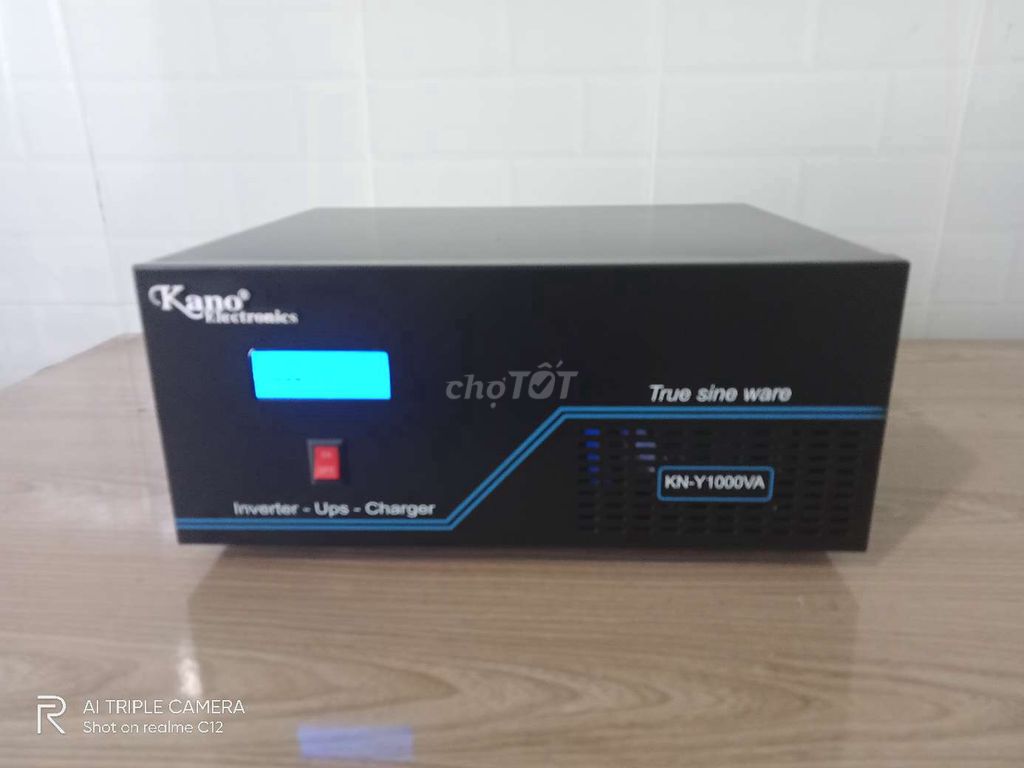 Kano®
Electronics
chợTỐT
True sine ware
KN-Y1000VA
Inverter - Ups - Charger
AI TRIPLE CAMERA
Shot on realme C12